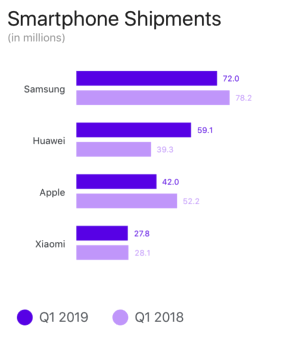 Smartphone Shipments
(in millions)
Samsung
72.0
78.2
Huawei
59.1
39.3
Apple
42.0
52.2
Xiaomi
27.8
28.1
Q1 2019
Q1 2018